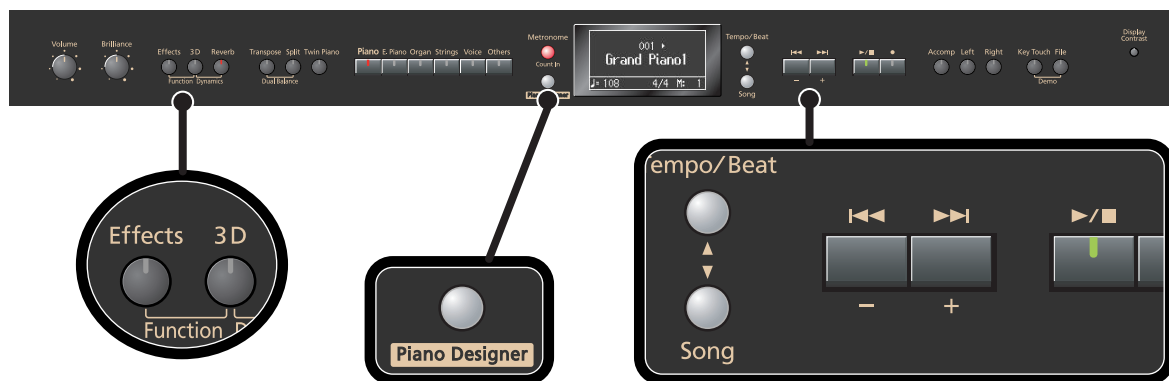 Volume
Brilliance
Effects 3D Reverb
Function Dynamics
Transpose Split Twin Piano
Dual Balance
Piano E. Piano Organ Strings Voice Others
Metronome
Count In
Piano Designer
001
Grand Piano1
♩= 108 4/4 M: 1
Tempo/Beat
Song
− +
Accomp Left Right
Key Touch File
Demo
Display
Contrast
Effects 3D
Function
Piano Designer
empo/Beat
− +
Song